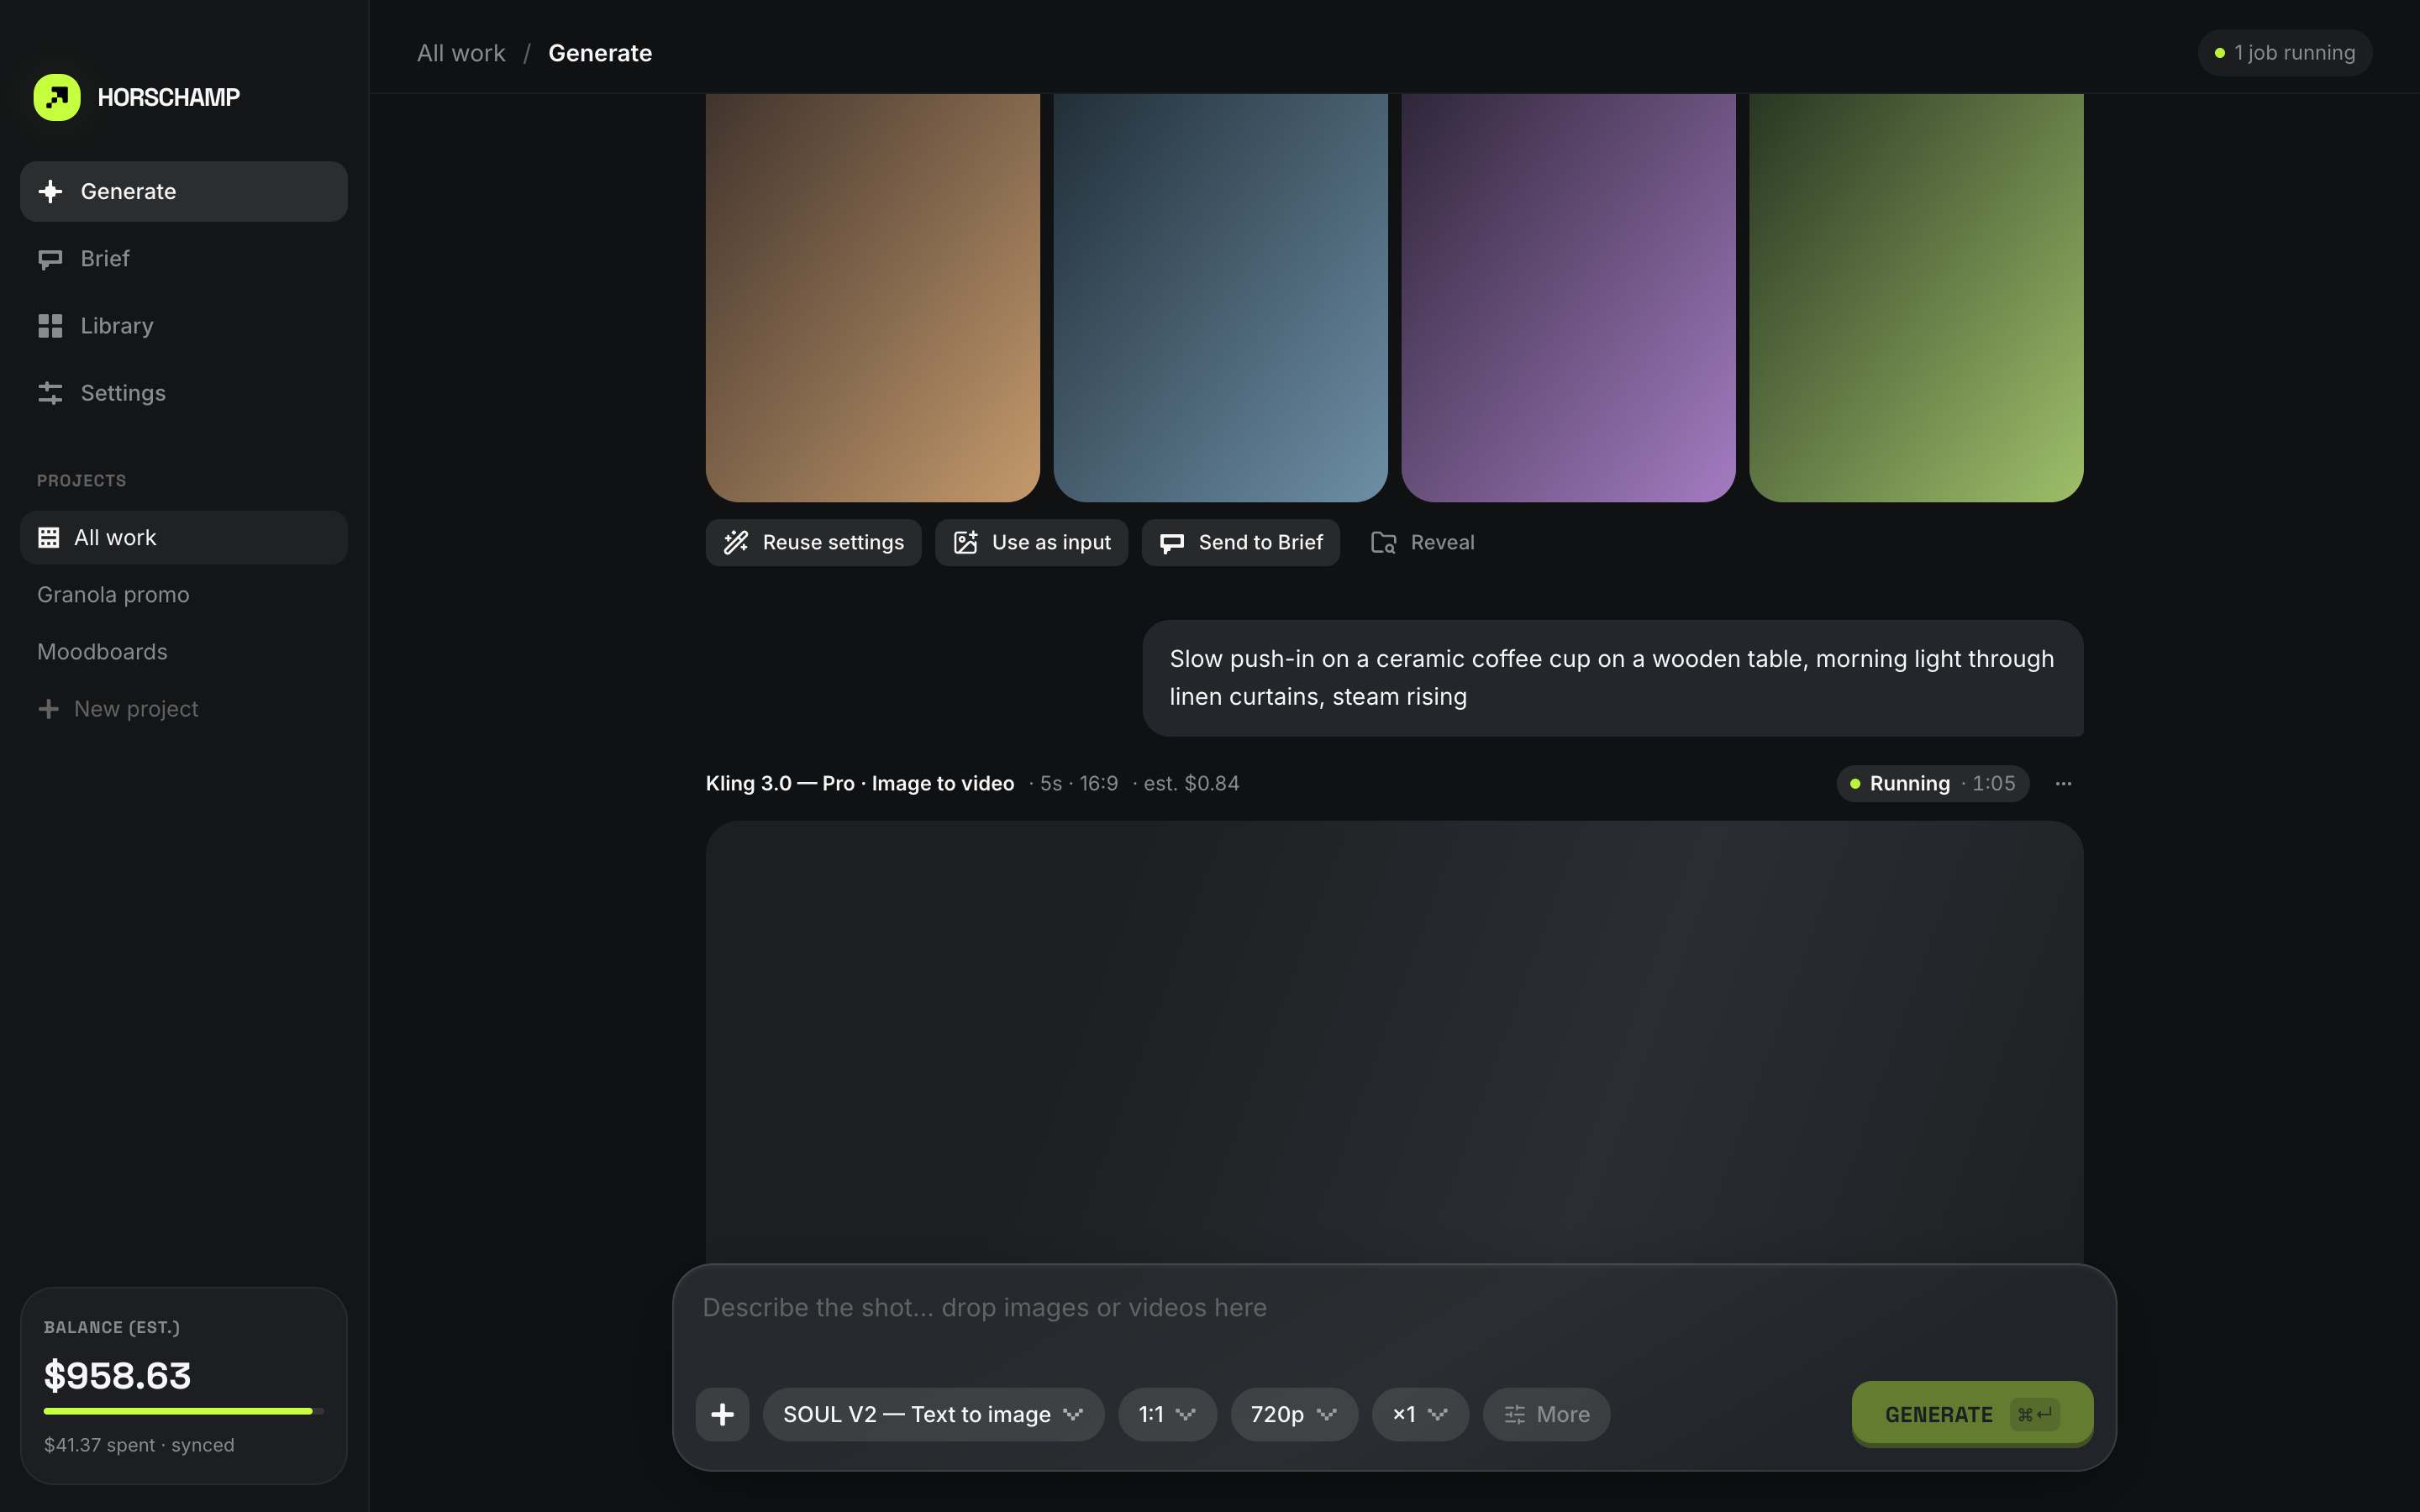 All work / Generate
1 job running
HORSCHAMP
Generate
Brief
Library
Settings
PROJECTS
All work
Granola promo
Moodboards
New project
BALANCE (EST.)
$958.63
$41.37 spent · synced
Reuse settings
Use as input
Send to Brief
Reveal
Slow push-in on a ceramic coffee cup on a wooden table, morning light through
linen curtains, steam rising
Kling 3.0 — Pro · Image to video · 5s · 16:9 · est. $0.84
Running · 1:05
Describe the shot... drop images or videos here
SOUL V2 — Text to image
1:1
720p
×1
More
GENERATE ⌘↵